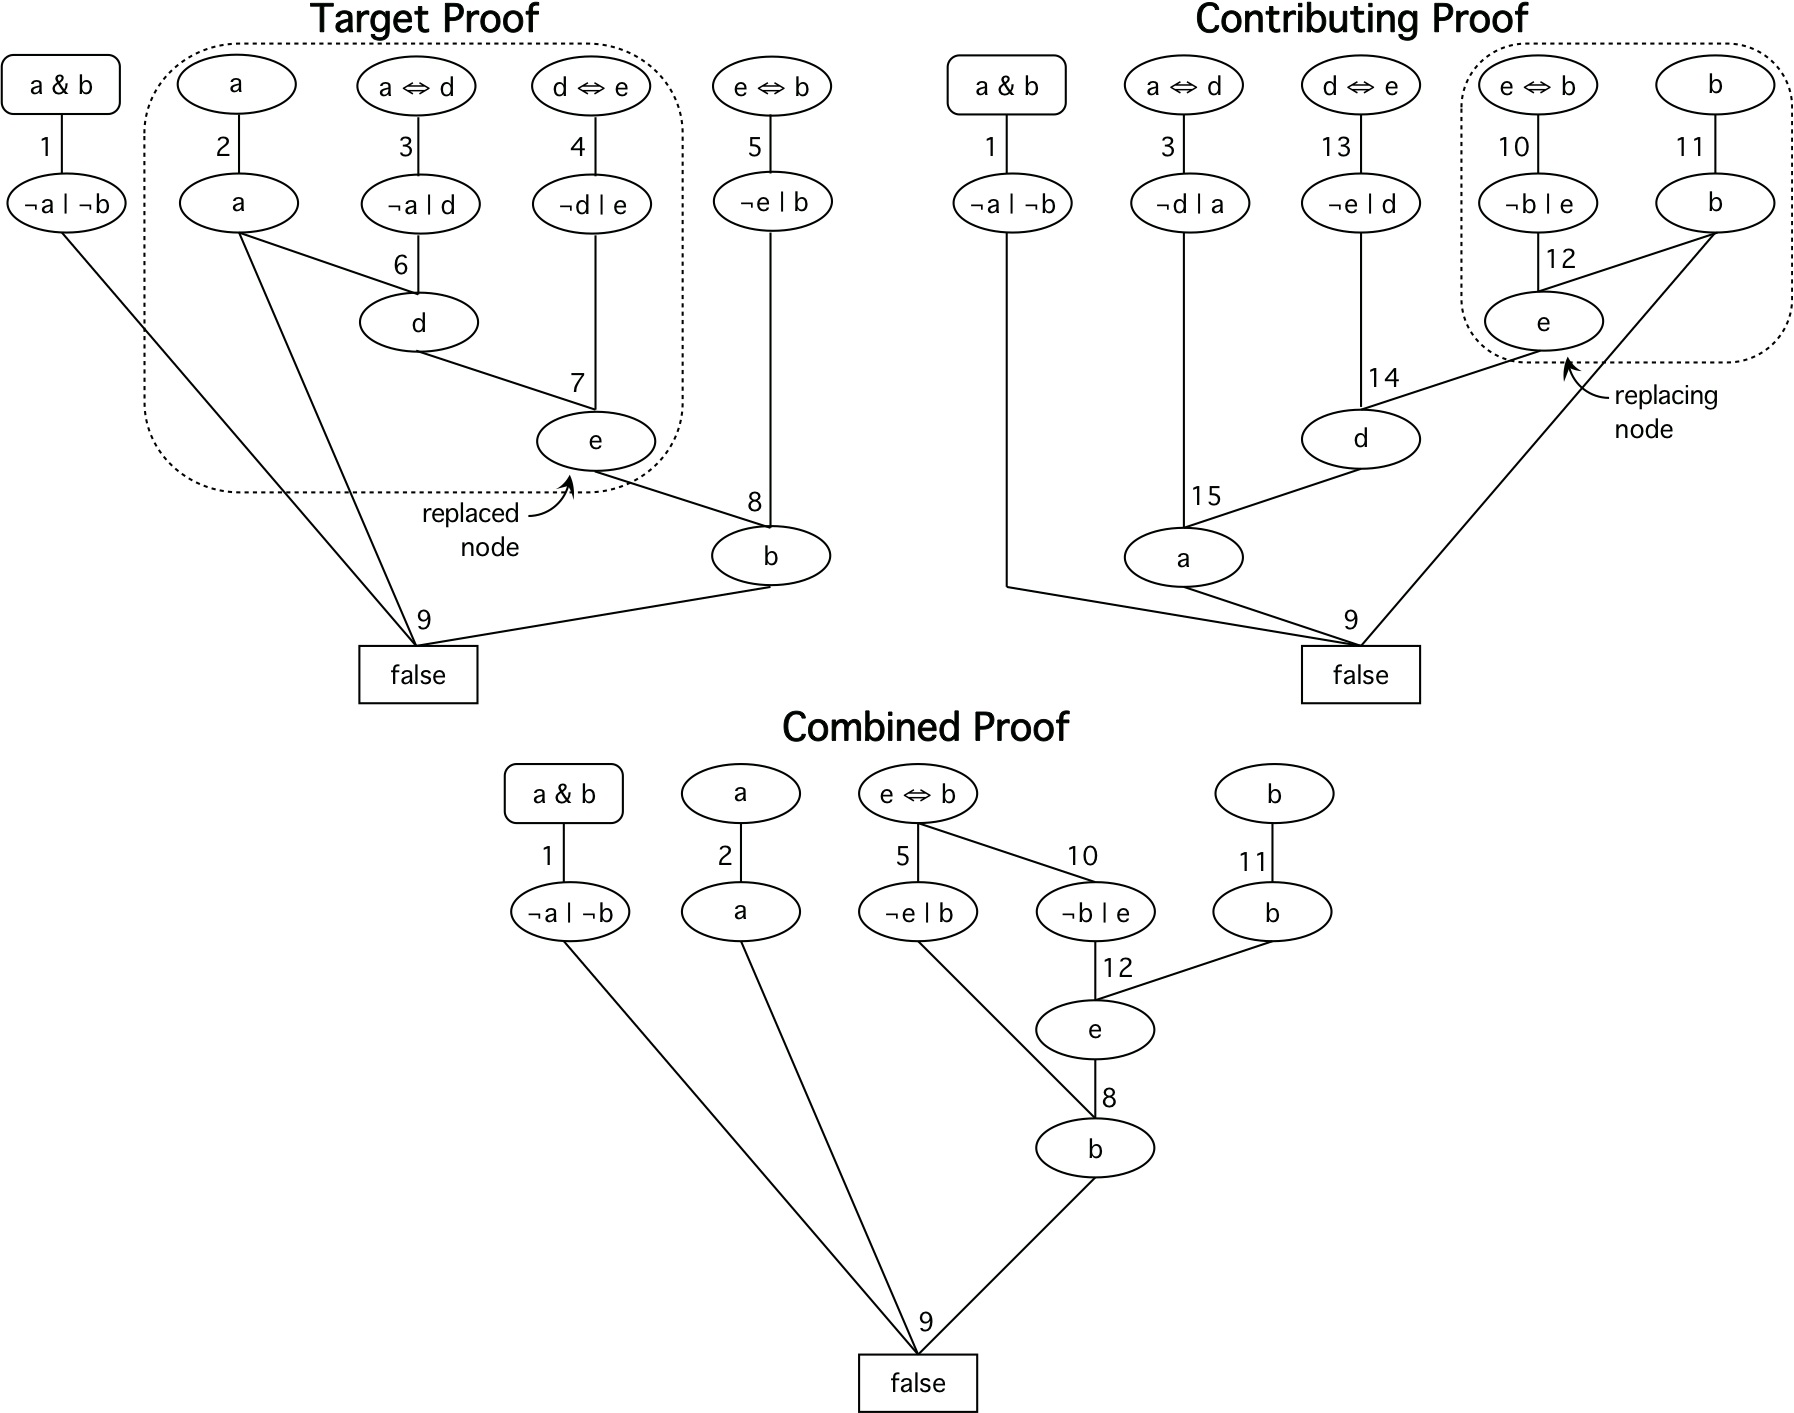 Target Proof
a & b
a
a ⇔ d
d ⇔ e
e ⇔ b
1
2
3
4
5
¬a | ¬b
a
¬a | d
¬d | e
¬e | b
6
d
7
e
8
replaced
node
b
9
false
Contributing Proof
a & b
a ⇔ d
d ⇔ e
e ⇔ b
b
1
3
13
10
11
¬a | ¬b
¬d | a
¬e | d
¬b | e
b
12
e
14
replacing
node
d
15
a
9
false
Combined Proof
a & b
a
e ⇔ b
b
1
2
5
10
11
¬a | ¬b
a
¬e | b
¬b | e
b
12
e
8
b
9
false